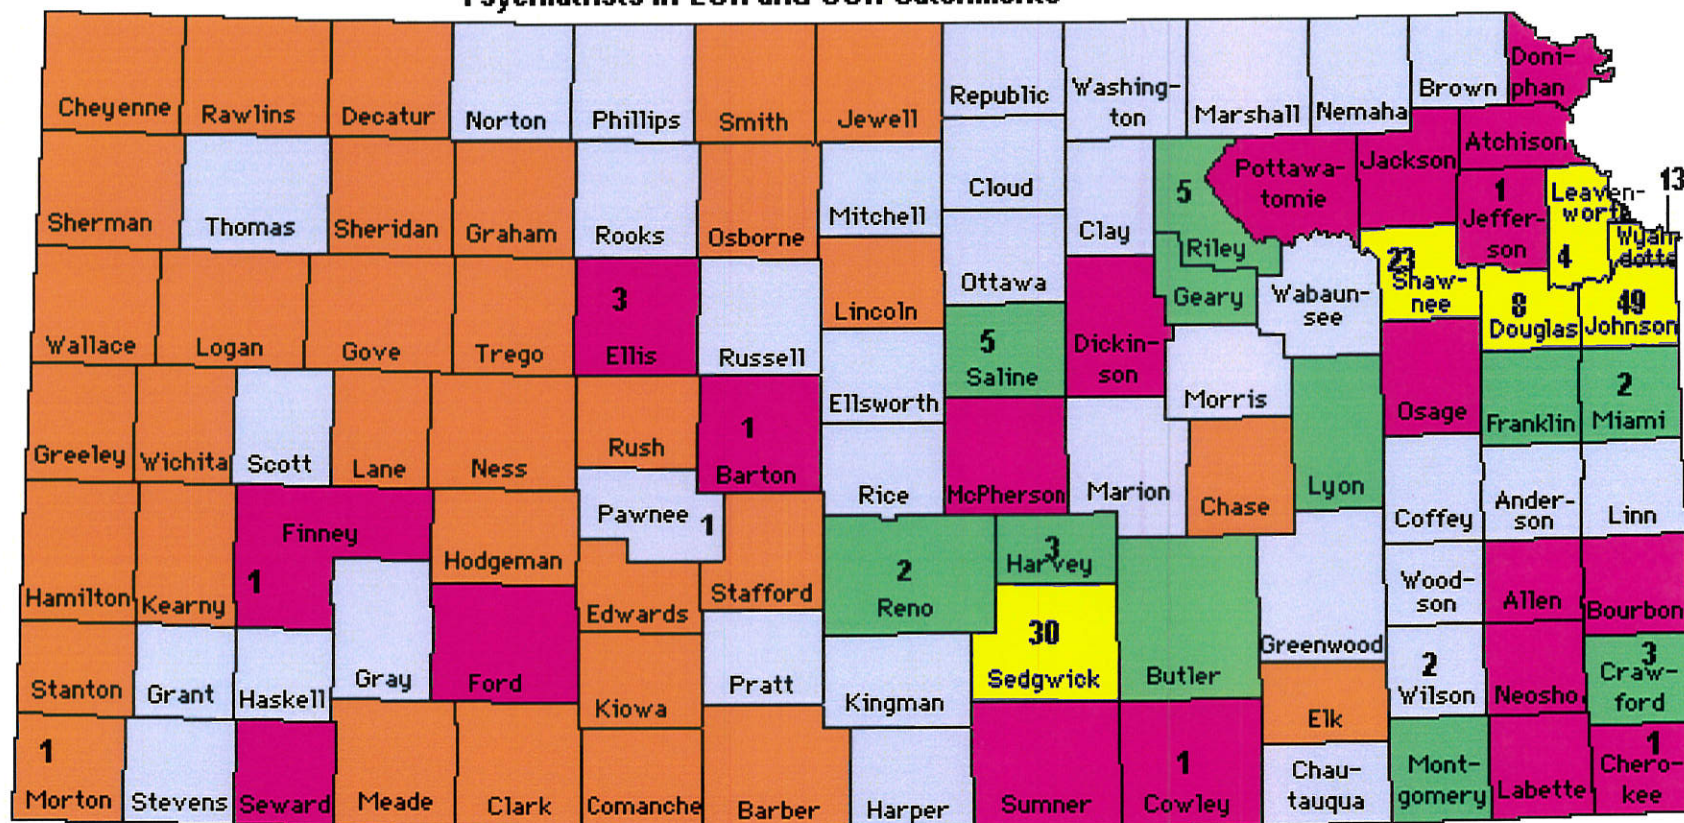 Psychiatrists in LSH and OSH Catchments
Cheyenne
Rawlins
Decatur
Norton
Phillips
Smith
Jewell
Republic
Washing-
ton
Marshall
Nemaha
Brown
Doni-
phan
Sherman
Thomas
Sheridan
Graham
Rooks
Osborne
Mitchell
Cloud
Clay
5
Riley
Pottawa-
tomie
Jackson
Atchison
1
Jeffer-
son
Leaven-
worth
4
13
Wyan-
dotte
Wallace
Logan
Gove
Trego
3
Ellis
Russell
Lincoln
Ottawa
5
Saline
Dickin-
son
Geary
Wabaun-
see
23
Shaw-
nee
8
Douglas
49
Johnson
Greeley
Wichita
Scott
Lane
Ness
Rush
1
Barton
Ellsworth
Rice
McPherson
Marion
Morris
Chase
Lyon
Osage
Franklin
2
Miami
Coffey
Ander-
son
Linn
Hamilton
Kearny
Finney
1
Hodgeman
Pawnee
1
Edwards
Stafford
2
Reno
3
Harvey
Butler
Greenwood
Wood-
son
Allen
Bourbon
Stanton
Grant
Haskell
Gray
Ford
Kiowa
Pratt
Kingman
30
Sedgwick
Elk
2
Wilson
Neosho
3
Craw-
ford
1
Morton
Stevens
Seward
Meade
Clark
Comanche
Barber
Harper
Sumner
1
Cowley
Chau-
tauqua
Mont-
gomery
Labette
1
Chero-
kee